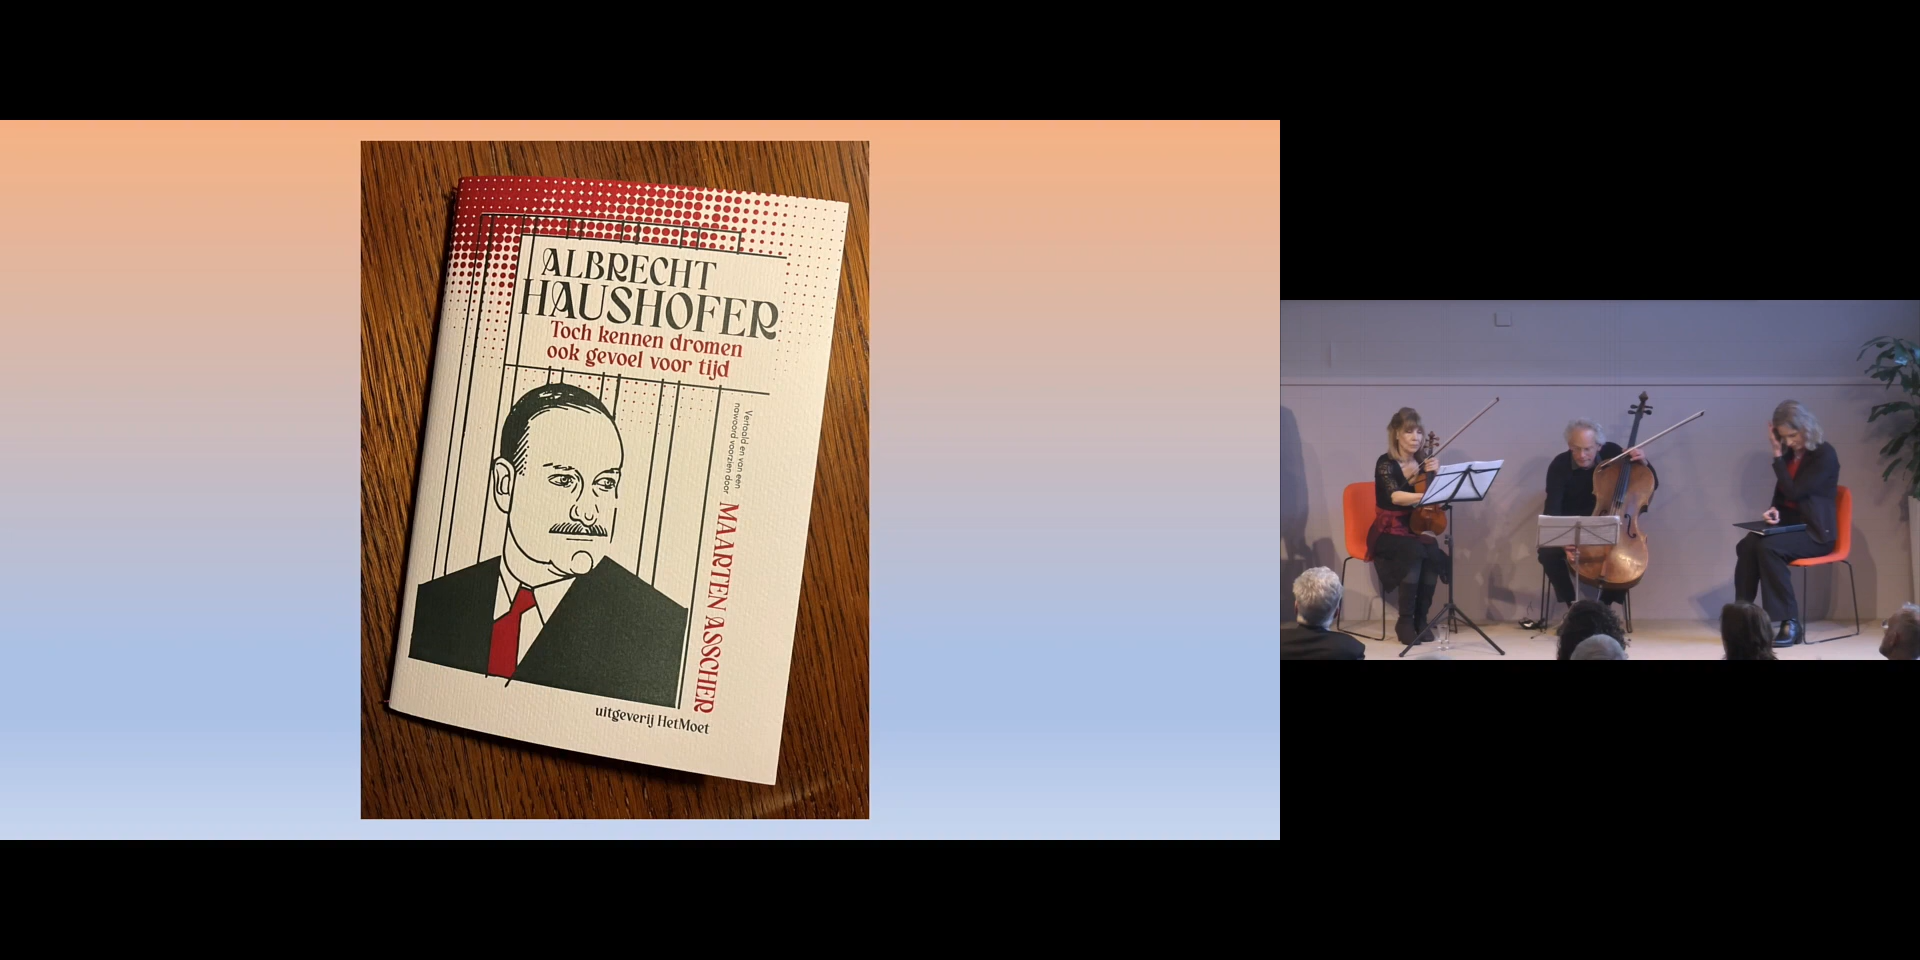 ALBRECHT
HAUSHOFER
Toch kennen dromen
ook gevoel voor tijd
Vertaald en van een
nawoord voorzien door
MAARTEN ASSCHER
uitgeverij HetMoet